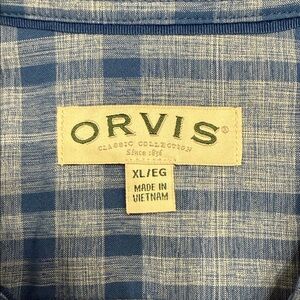 ORVIS®
CLASSIC COLLECTION
Since 1856
XL/EG
MADE IN
VIETNAM